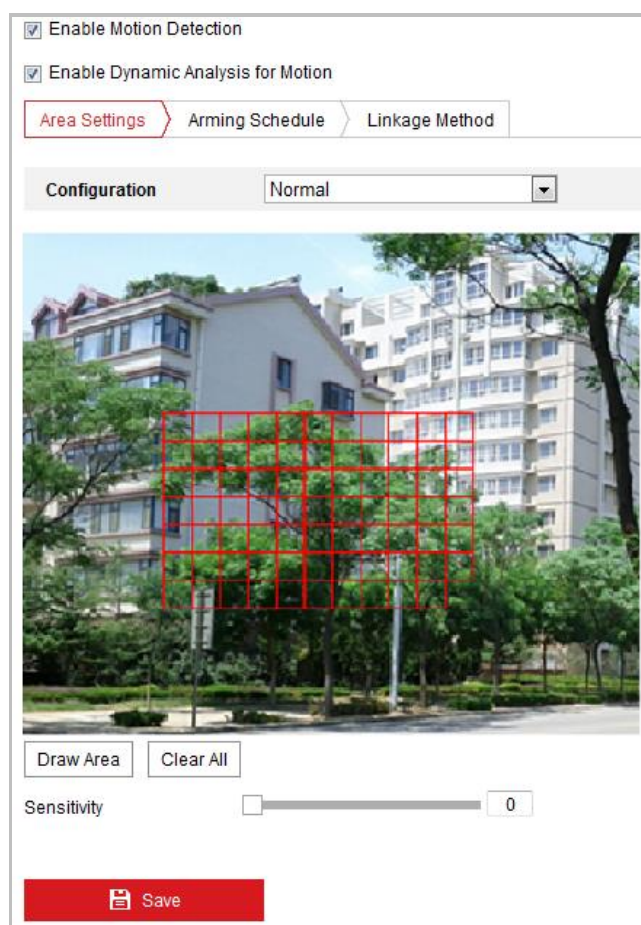 Enable Motion Detection
Enable Dynamic Analysis for Motion
Area Settings Arming Schedule Linkage Method
Configuration Normal
Draw Area Clear All
Sensitivity 0
Save